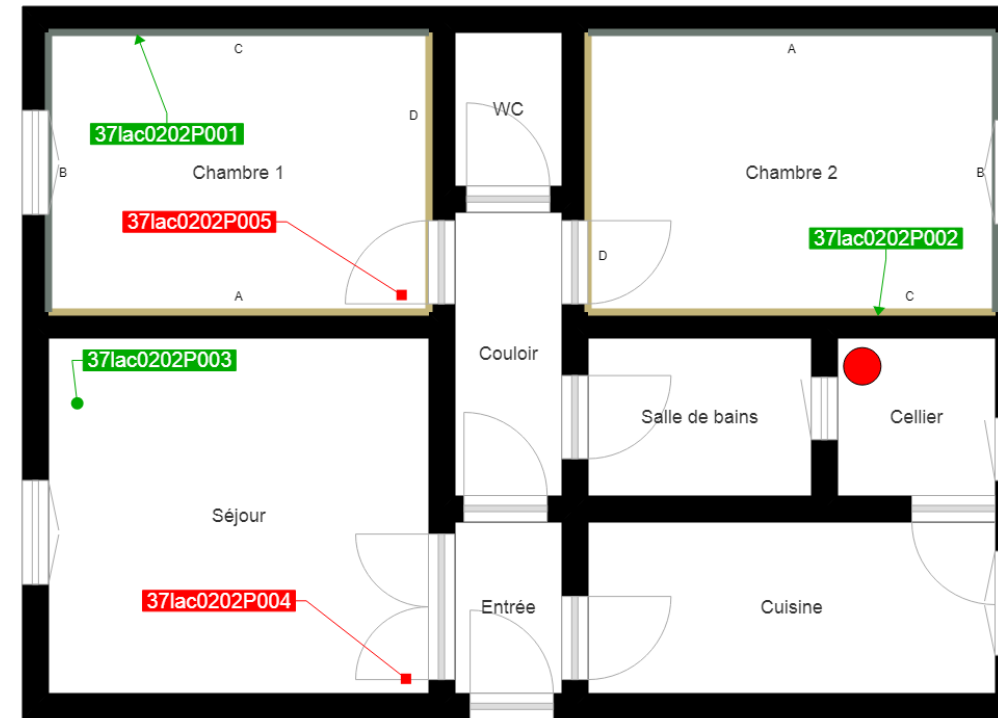 C
A
37lac0202P001
WC
D
B
Chambre 1
Chambre 2
B
37lac0202P005
37lac0202P002
D
A
C
Couloir
37lac0202P003
Salle de bains
Cellier
Séjour
37lac0202P004
Entrée
Cuisine